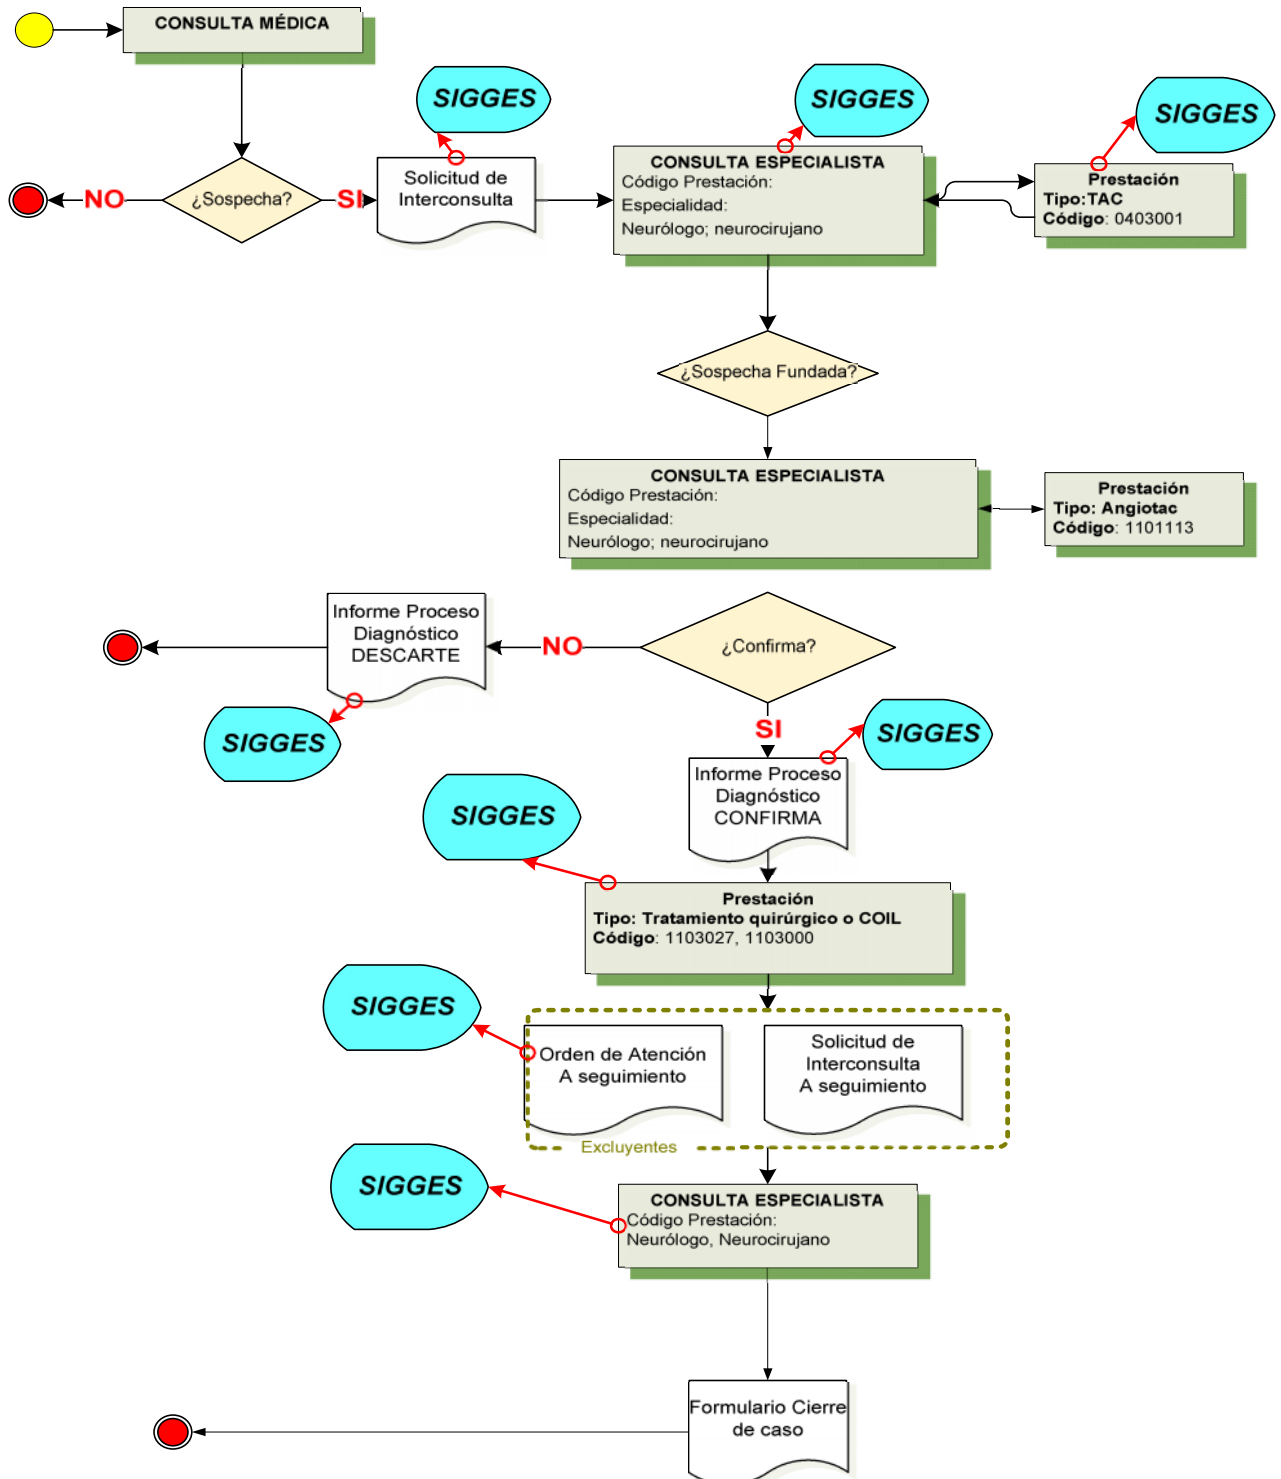 CONSULTA MÉDICA
SIGGES
SIGGES
SIGGES
¿Sospecha?
NO
SI
Solicitud de
Interconsulta
CONSULTA ESPECIALISTA
Código Prestación:
Especialidad:
Neurólogo; neurocirujano
Prestación
Tipo:TAC
Código: 0403001
¿Sospecha Fundada?
CONSULTA ESPECIALISTA
Código Prestación:
Especialidad:
Neurólogo; neurocirujano
Prestación
Tipo: Angiotac
Código: 1101113
Informe Proceso
Diagnóstico
DESCARTE
NO
¿Confirma?
SIGGES
SI
SIGGES
Informe Proceso
Diagnóstico
CONFIRMA
SIGGES
Prestación
Tipo: Tratamiento quirúrgico o COIL
Código: 1103027, 1103000
SIGGES
Orden de Atención
A seguimiento
Solicitud de
Interconsulta
A seguimiento
Excluyentes
SIGGES
CONSULTA ESPECIALISTA
Código Prestación:
Neurólogo, Neurocirujano
Formulario Cierre
de caso